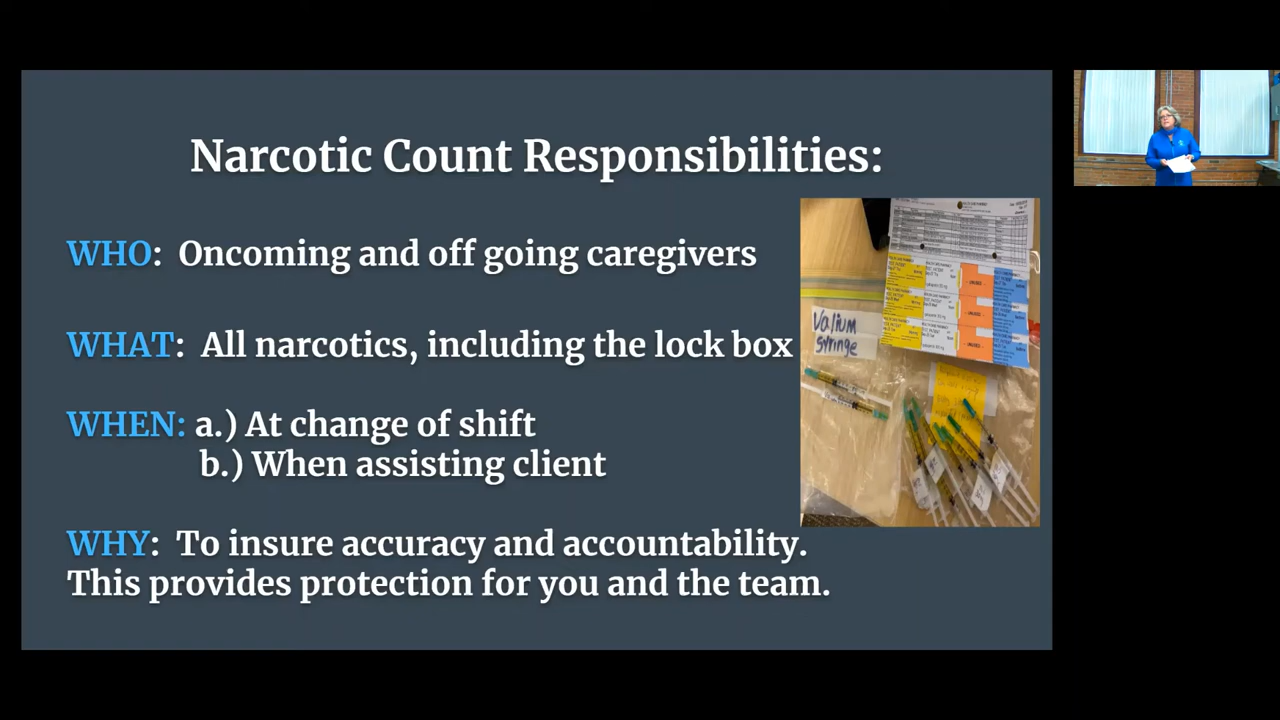 Narcotic Count Responsibilities:
WHO: Oncoming and off going caregivers
WHAT: All narcotics, including the lock box
WHEN: a.) At change of shift
b.) When assisting client
WHY: To insure accuracy and accountability.
This provides protection for you and the team.
Valium
syringe